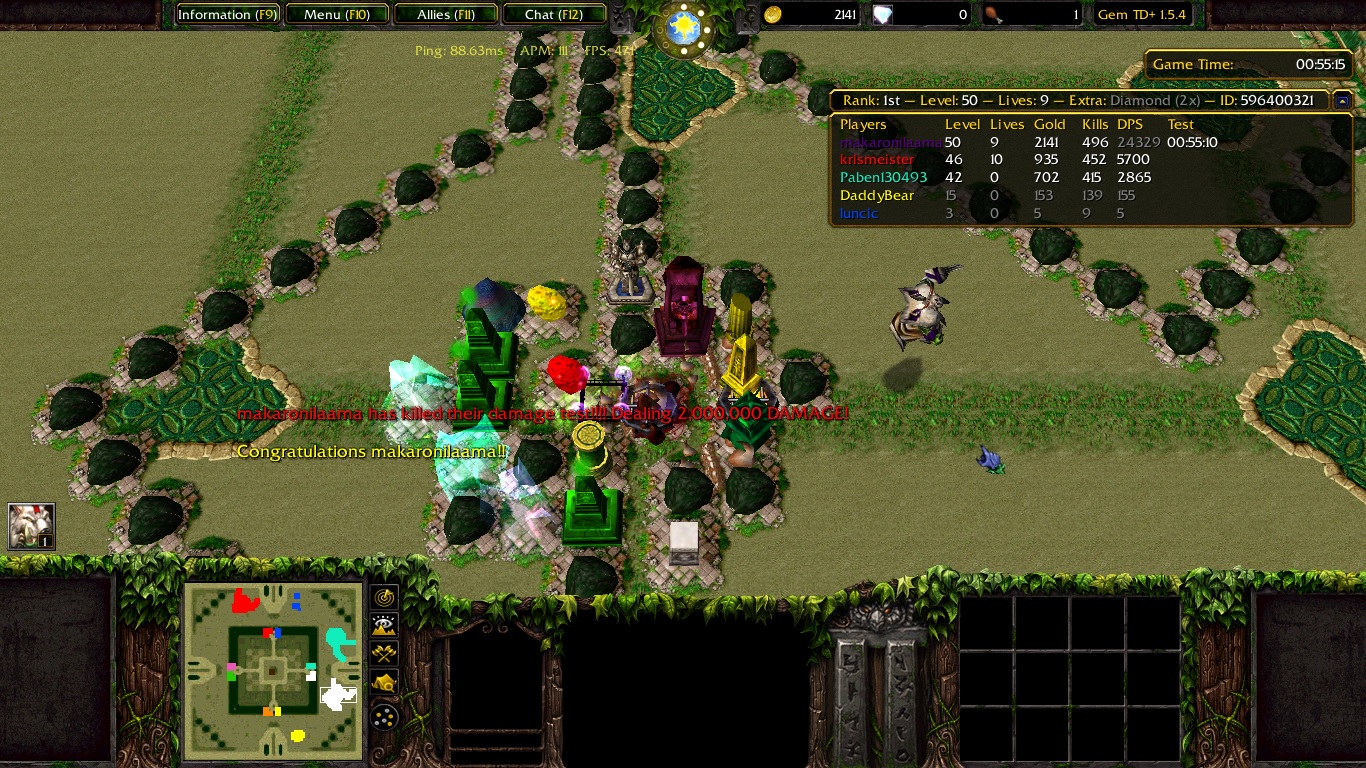 Information (F9) Menu (F10) Allies (F11) Chat (F12) 2141 0 1 Gem TD+ 1.5.4
Ping: 88.63ms APM: 111 FPS: 47.1
Game Time: 00:55:15
Rank: 1st — Level: 50 — Lives: 9 — Extra: Diamond (2x) — ID: 596400321
Players Level Lives Gold Kills DPS Test
makaronilaama 50 9 2141 496 24329 00:55:10
krismeister 46 10 935 452 5700
Paben130493 42 0 702 415 2865
DaddyBear 15 0 153 139 155
luncic 3 0 5 9 5
makaronilaama has killed their damage test!!!! Dealing 2.000.000 DAMAGE!
Congratulations makaronilaama!!
1